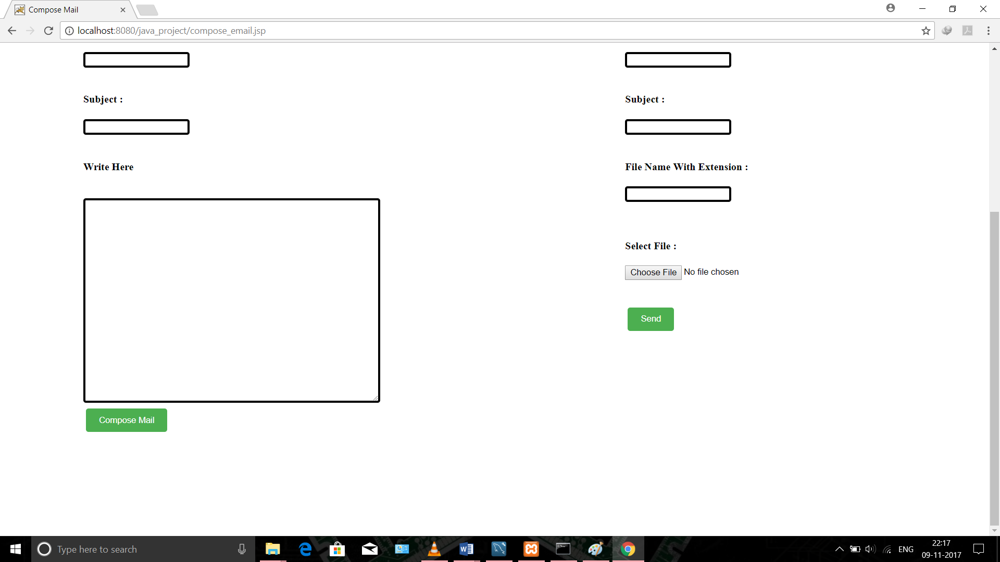 Compose Mail
localhost:8080/java_project/compose_email.jsp
Subject :
Write Here
Compose Mail
Subject :
File Name With Extension :
Select File :
Choose File No file chosen
Send
Type here to search
ENG
22:17
09-11-2017